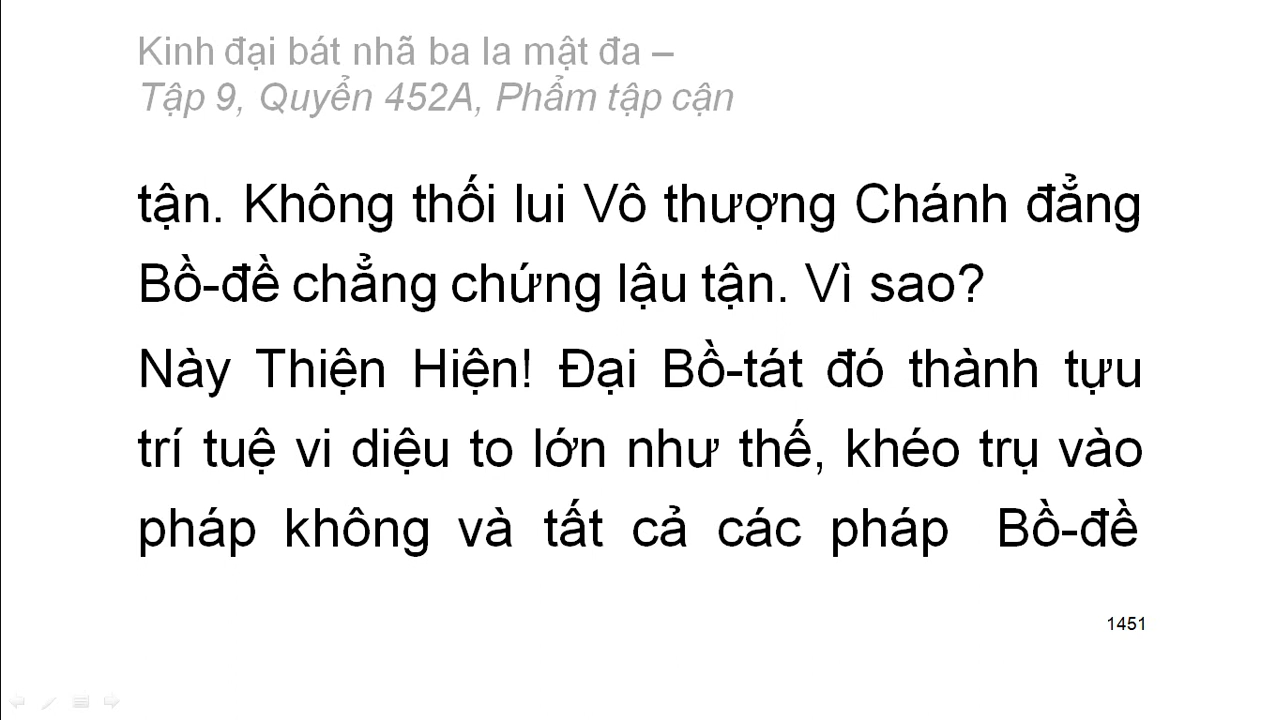 Kinh đại bát nhã ba la mật đa –
Tập 9, Quyển 452A, Phẩm tập cận
tận. Không thối lui Vô thượng Chánh đẳng
Bồ-đề chẳng chứng lậu tận. Vì sao?
Này Thiện Hiện! Đại Bồ-tát đó thành tựu
trí tuệ vi diệu to lớn như thế, khéo trụ vào
pháp không và tất cả các pháp Bồ-đề
1451